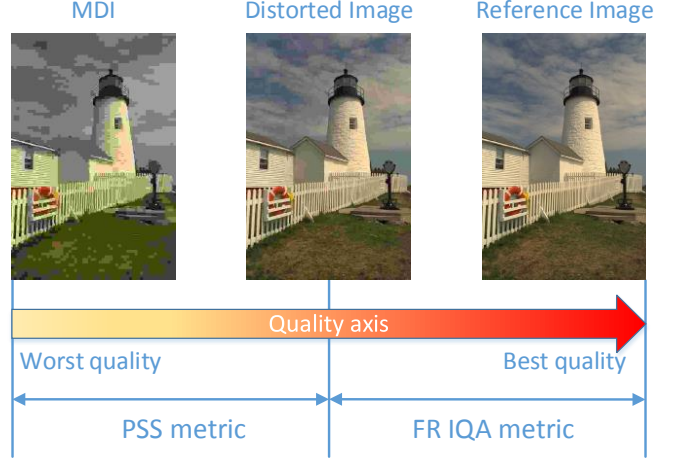 MDI Distorted Image Reference Image
Quality axis
Worst quality Best quality
PSS metric FR IQA metric